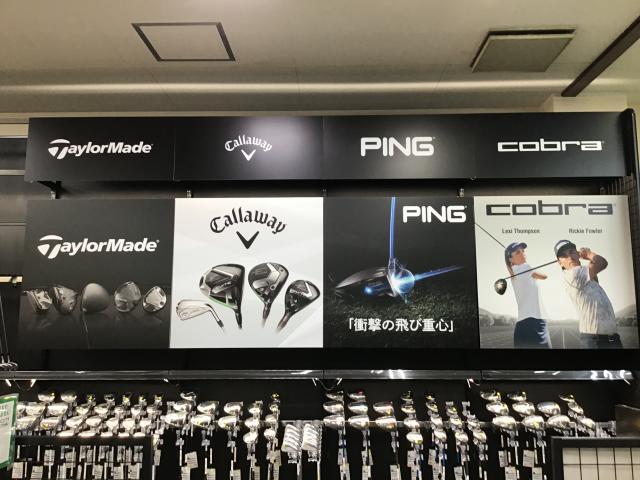 TaylorMade
Callaway
PING
cobra
TaylorMade
Callaway
PING
「衝撃の飛び重心」
cobra
Lexi Thompson
Rickie Fowler